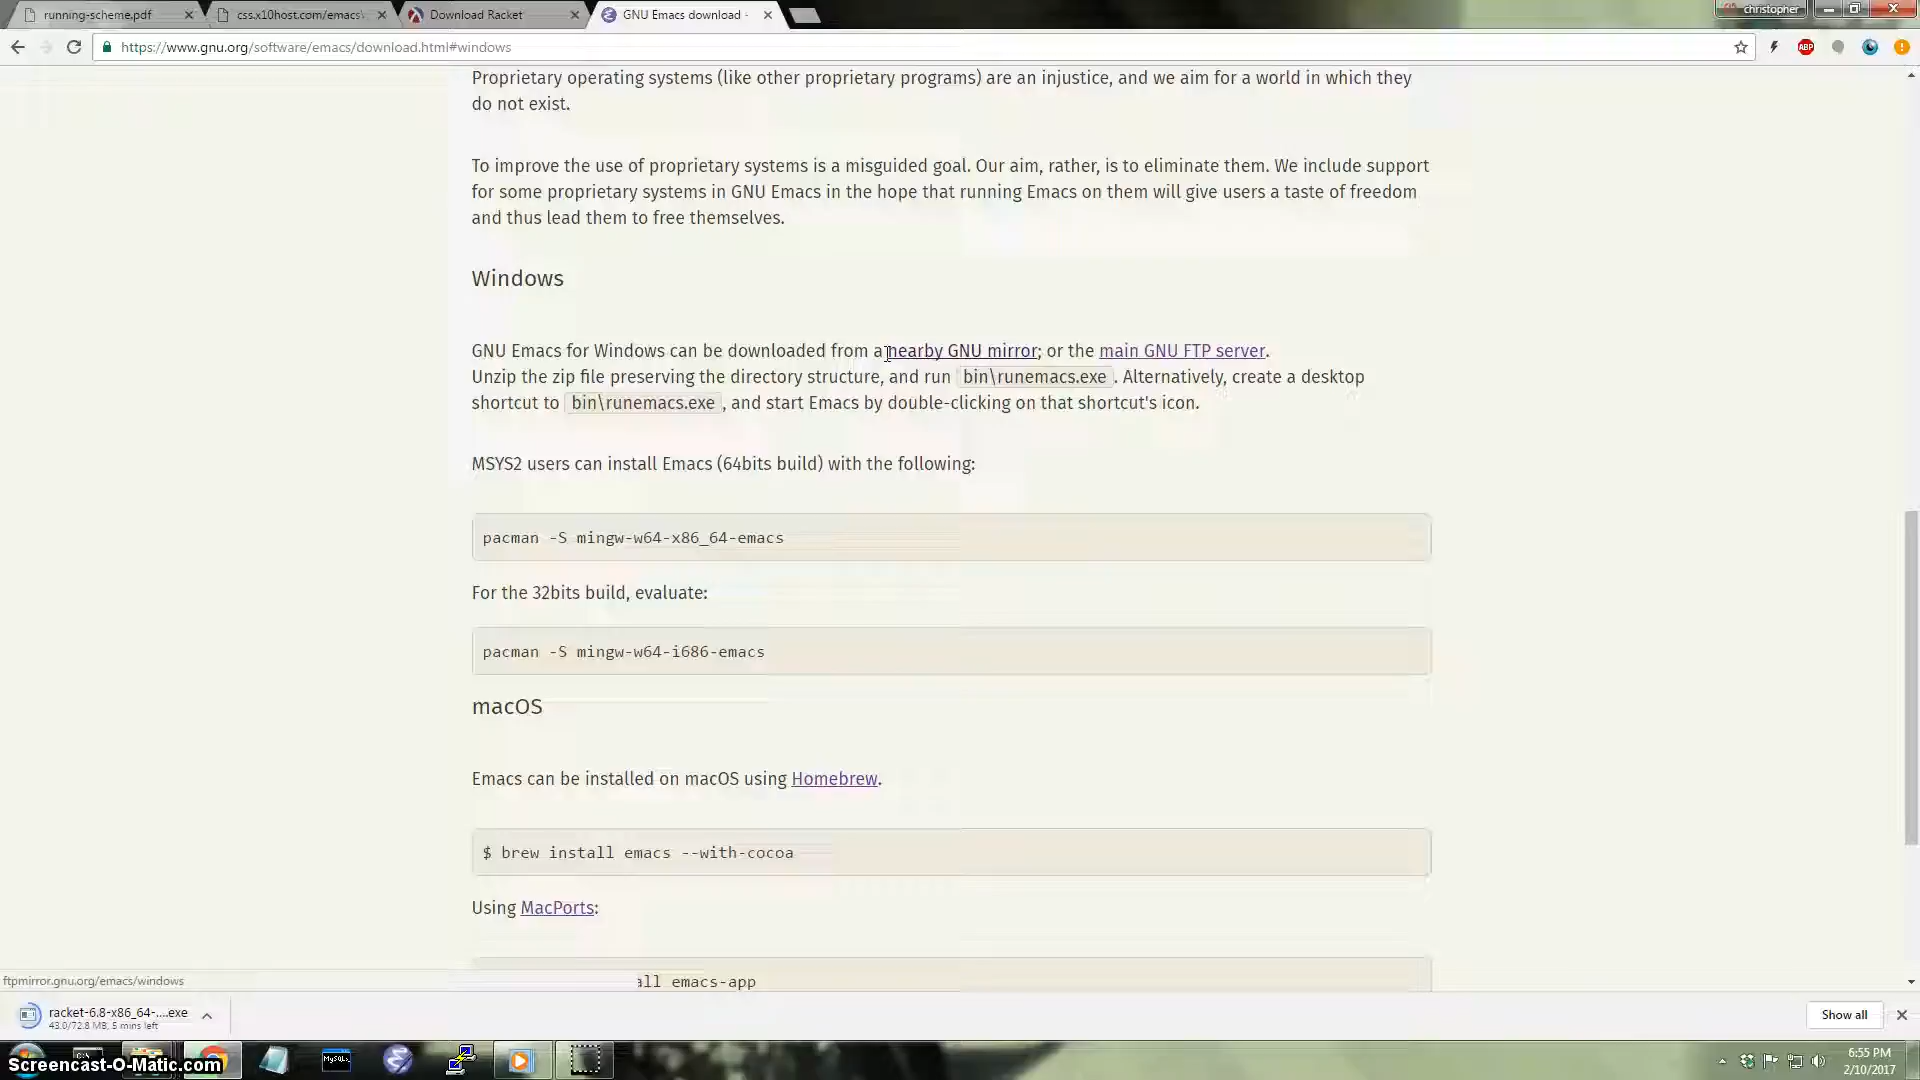 running-scheme.pdf
css.x10host.com/emacs
Download Racket
GNU Emacs download -
christopher
https://www.gnu.org/software/emacs/download.html#windows
ABP
Proprietary operating systems (like other proprietary programs) are an injustice, and we aim for a world in which they
do not exist.
To improve the use of proprietary systems is a misguided goal. Our aim, rather, is to eliminate them. We include support
for some proprietary systems in GNU Emacs in the hope that running Emacs on them will give users a taste of freedom
and thus lead them to free themselves.
Windows
GNU Emacs for Windows can be downloaded from a nearby GNU mirror; or the main GNU FTP server.
Unzip the zip file preserving the directory structure, and run bin\runemacs.exe. Alternatively, create a desktop
shortcut to bin\runemacs.exe, and start Emacs by double-clicking on that shortcut's icon.
MSYS2 users can install Emacs (64bits build) with the following:
pacman -S mingw-w64-x86_64-emacs
For the 32bits build, evaluate:
pacman -S mingw-w64-i686-emacs
macOS
Emacs can be installed on macOS using Homebrew.
$ brew install emacs --with-cocoa
Using MacPorts:
all emacs-app
ftpmirror.gnu.org/emacs/windows
racket-6.8-x86_64-....exe
43.0/72.8 MB, 5 mins left
Show all
MySQL
Screencast-O-Matic.com
6:55 PM
2/10/2017